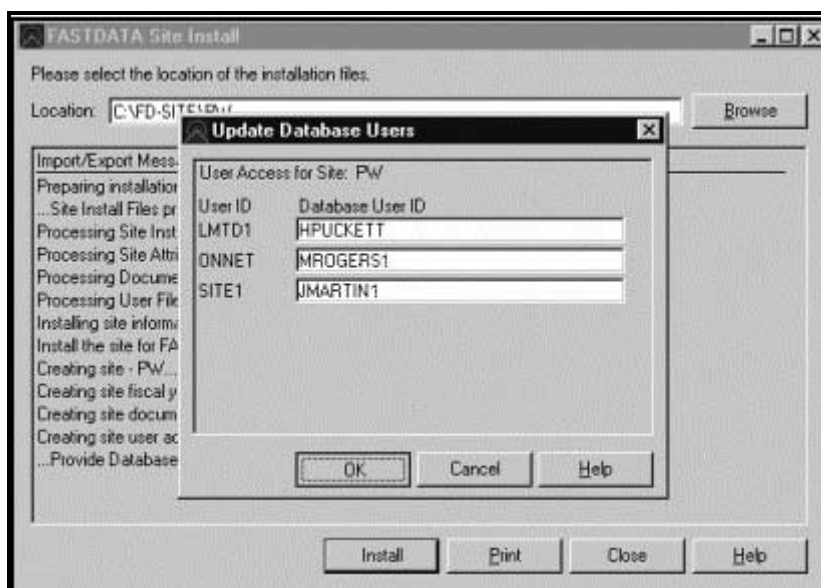 FASTDATA Site Install
Please select the location of the installation files.
Location: C:\FD-SITE\PW\ Browse
Update Database Users
Import/Export Mess
User Access for Site: PW
Preparing installation
User ID Database User ID
...Site Install Files pr
LMTD1 HPUCKETT
Processing Site Inst
ONNET MROGERS1
Processing Site Attri
Processing Docume
SITE1 JMARTIN1
Processing User File
Installing site informa
Install the site for FA
Creating site - PW...
Creating site fiscal y
Creating site docum
Creating site user ac
...Provide Database
OK Cancel Help
Install Print Close Help